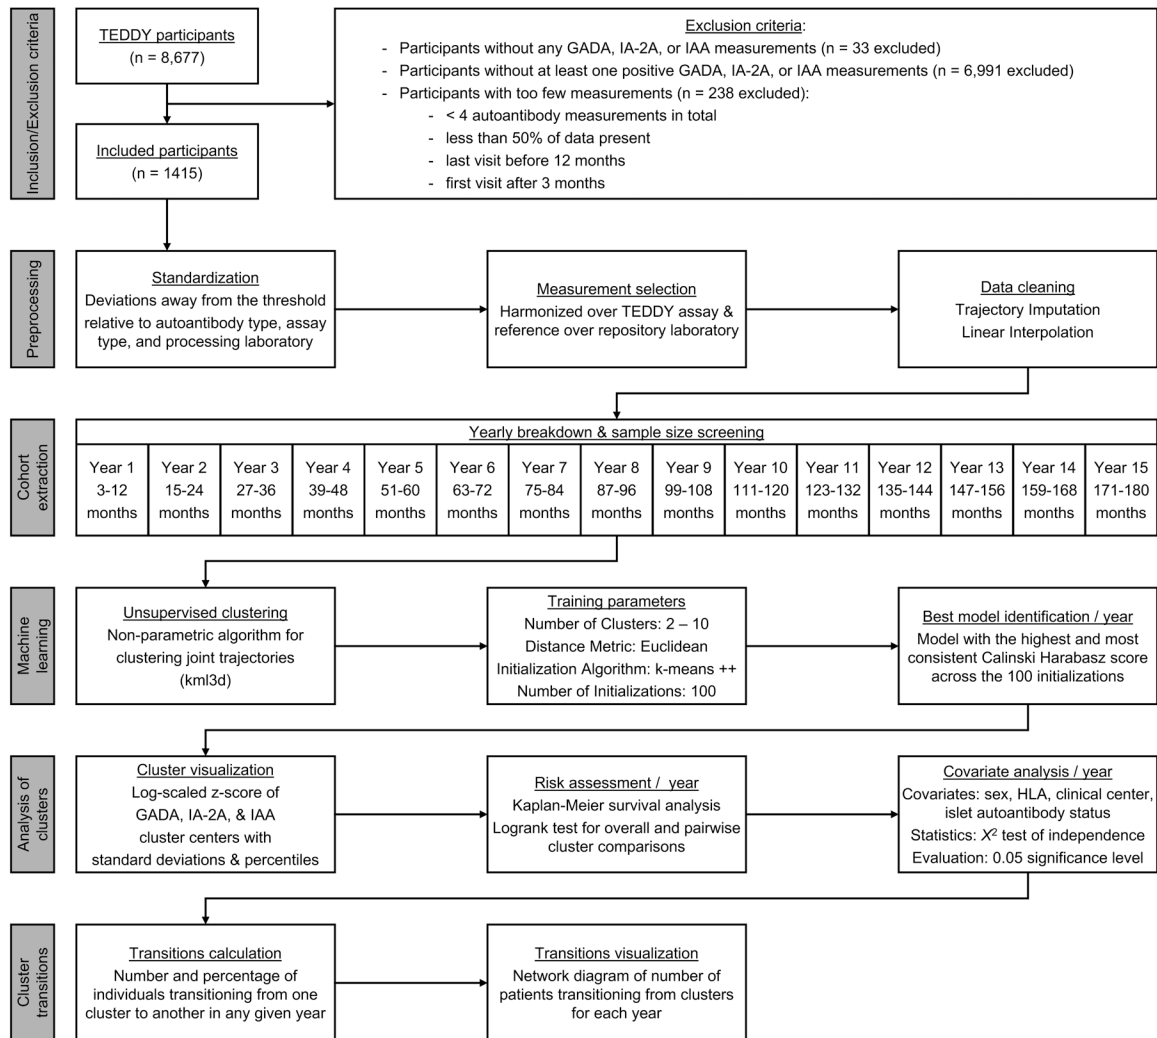 Inclusion/Exclusion criteria
TEDDY participants
(n = 8,677)
Included participants
(n = 1415)
Exclusion criteria:
- Participants without any GADA, IA-2A, or IAA measurements (n = 33 excluded)
- Participants without at least one positive GADA, IA-2A, or IAA measurements (n = 6,991 excluded)
- Participants with too few measurements (n = 238 excluded):
- < 4 autoantibody measurements in total
- less than 50% of data present
- last visit before 12 months
- first visit after 3 months
Preprocessing
Standardization
Deviations away from the threshold
relative to autoantibody type, assay
type, and processing laboratory
Measurement selection
Harmonized over TEDDY assay &
reference over repository laboratory
Data cleaning
Trajectory Imputation
Linear Interpolation
Cohort
extraction
Yearly breakdown & sample size screening
Year 1
3-12
months
Year 2
15-24
months
Year 3
27-36
months
Year 4
39-48
months
Year 5
51-60
months
Year 6
63-72
months
Year 7
75-84
months
Year 8
87-96
months
Year 9
99-108
months
Year 10
111-120
months
Year 11
123-132
months
Year 12
135-144
months
Year 13
147-156
months
Year 14
159-168
months
Year 15
171-180
months
Machine
learning
Unsupervised clustering
Non-parametric algorithm for
clustering joint trajectories
(kml3d)
Training parameters
Number of Clusters: 2 – 10
Distance Metric: Euclidean
Initialization Algorithm: k-means ++
Number of Initializations: 100
Best model identification / year
Model with the highest and most
consistent Calinski Harabasz score
across the 100 initializations
Analysis of
clusters
Cluster visualization
Log-scaled z-score of
GADA, IA-2A, & IAA
cluster centers with
standard deviations & percentiles
Risk assessment / year
Kaplan-Meier survival analysis
Logrank test for overall and pairwise
cluster comparisons
Covariate analysis / year
Covariates: sex, HLA, clinical center,
islet autoantibody status
Statistics: X² test of independence
Evaluation: 0.05 significance level
Cluster
transitions
Transitions calculation
Number and percentage of
individuals transitioning from one
cluster to another in any given year
Transitions visualization
Network diagram of number of
patients transitioning from clusters
for each year